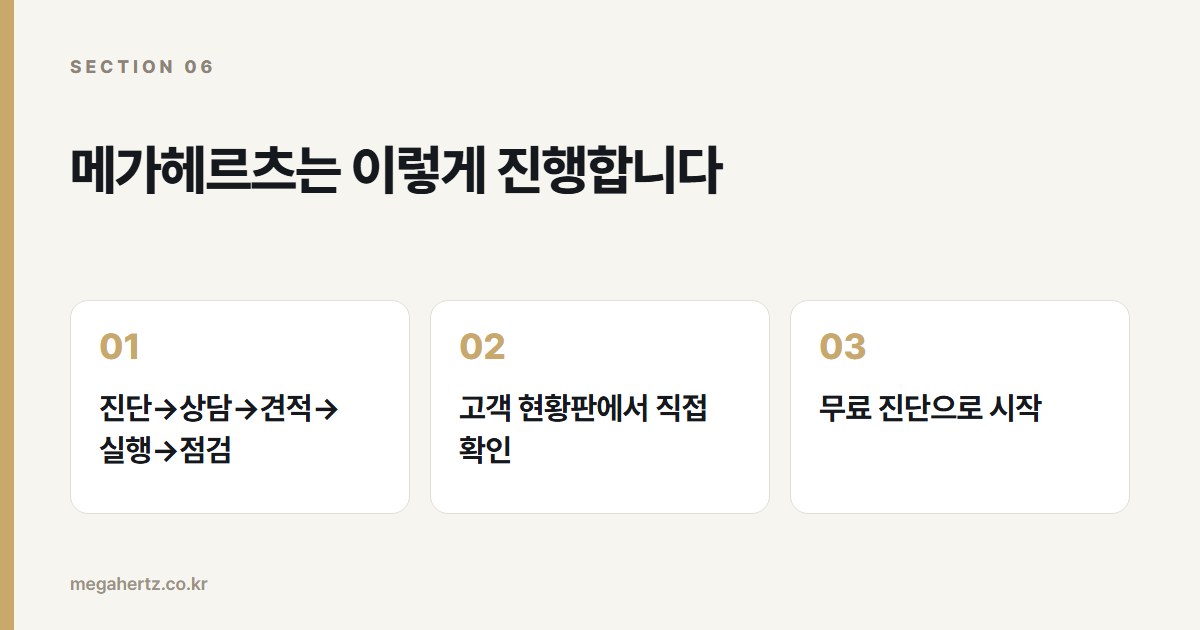 SECTION 06
메가헤르츠는 이렇게 진행합니다
01
진단→상담→견적→
실행→점검
02
고객 현황판에서 직접
확인
03
무료 진단으로 시작
megahertz.co.kr